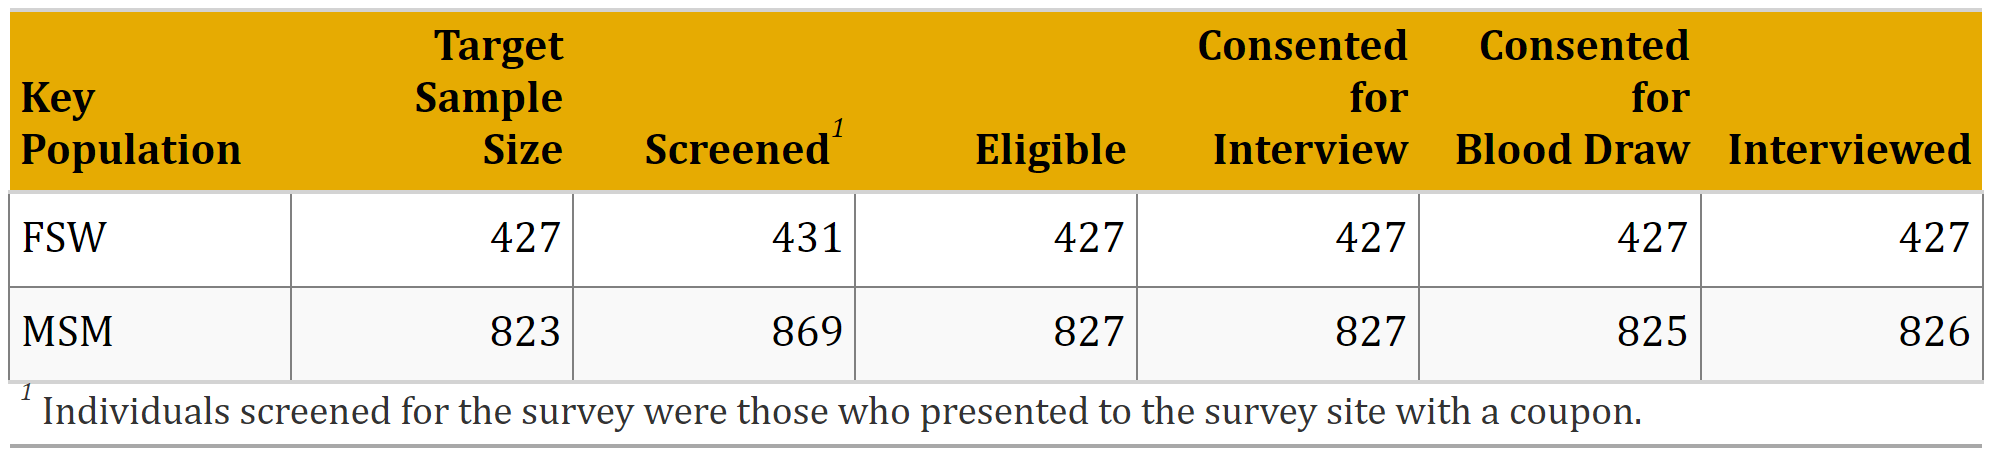 Key Population Target Sample Size Screened1 Eligible Consented for Interview Consented for Blood Draw Interviewed
FSW 427 431 427 427 427 427
MSM 823 869 827 827 825 826
1 Individuals screened for the survey were those who presented to the survey site with a coupon.